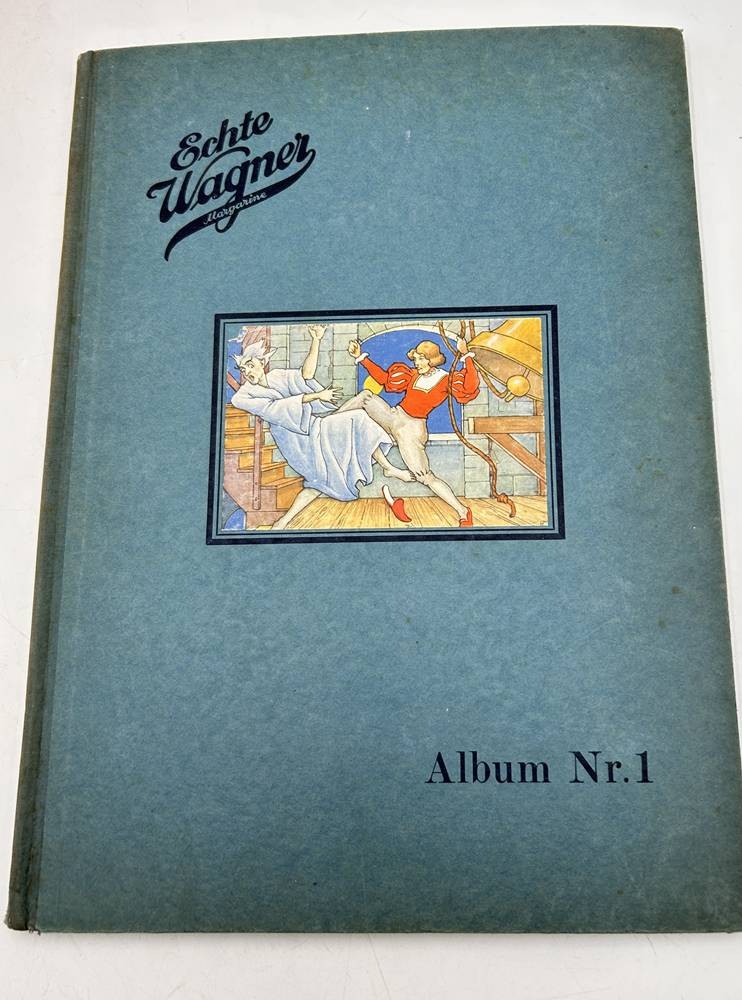 Echte
Wagner
Margarine
Album Nr.1